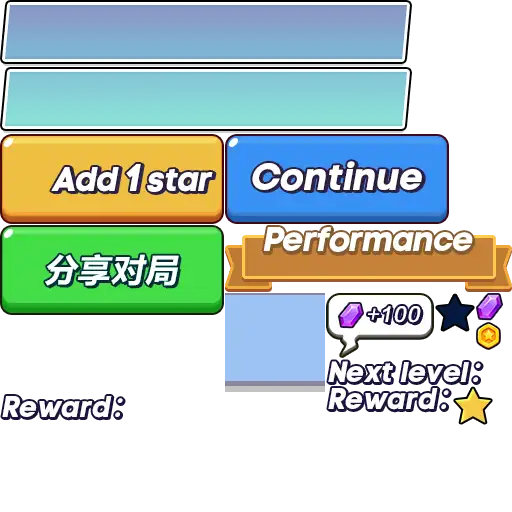 Add 1 star
Continue
分享对局
Performance
+100
Next level:
Reward:
Reward: